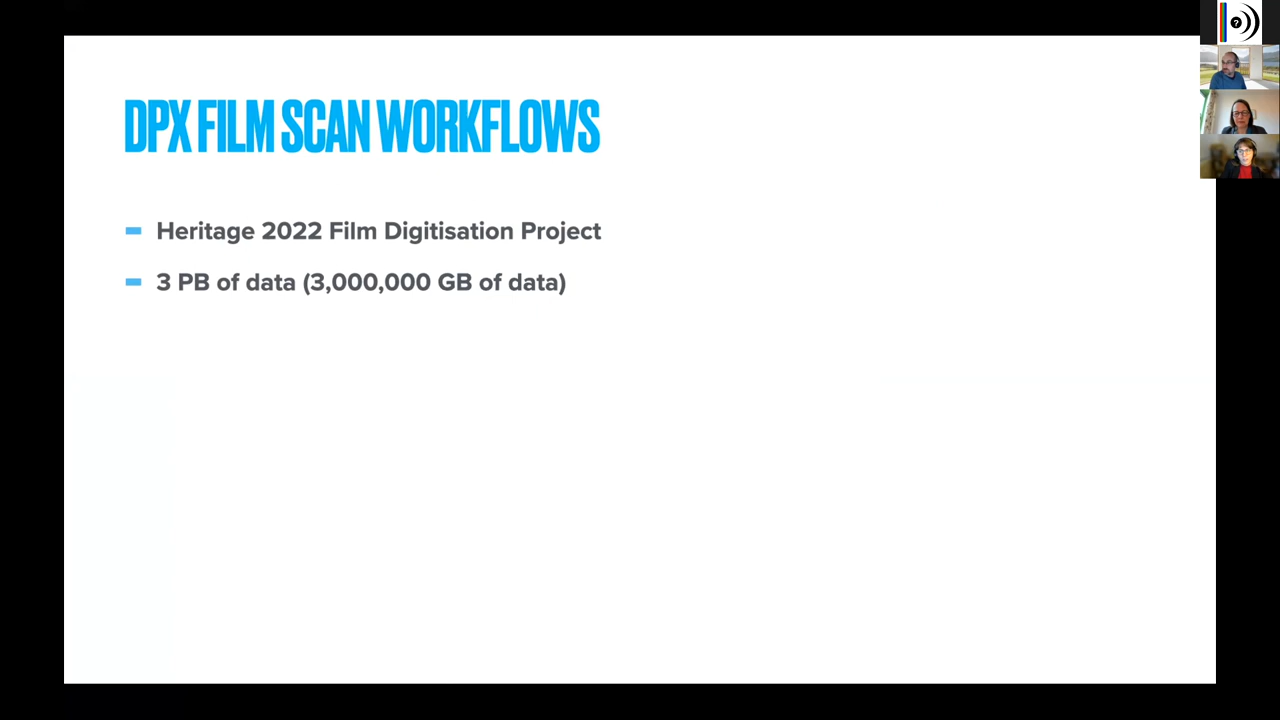 DPX FILM SCAN WORKFLOWS
Heritage 2022 Film Digitisation Project
3 PB of data (3,000,000 GB of data)
?